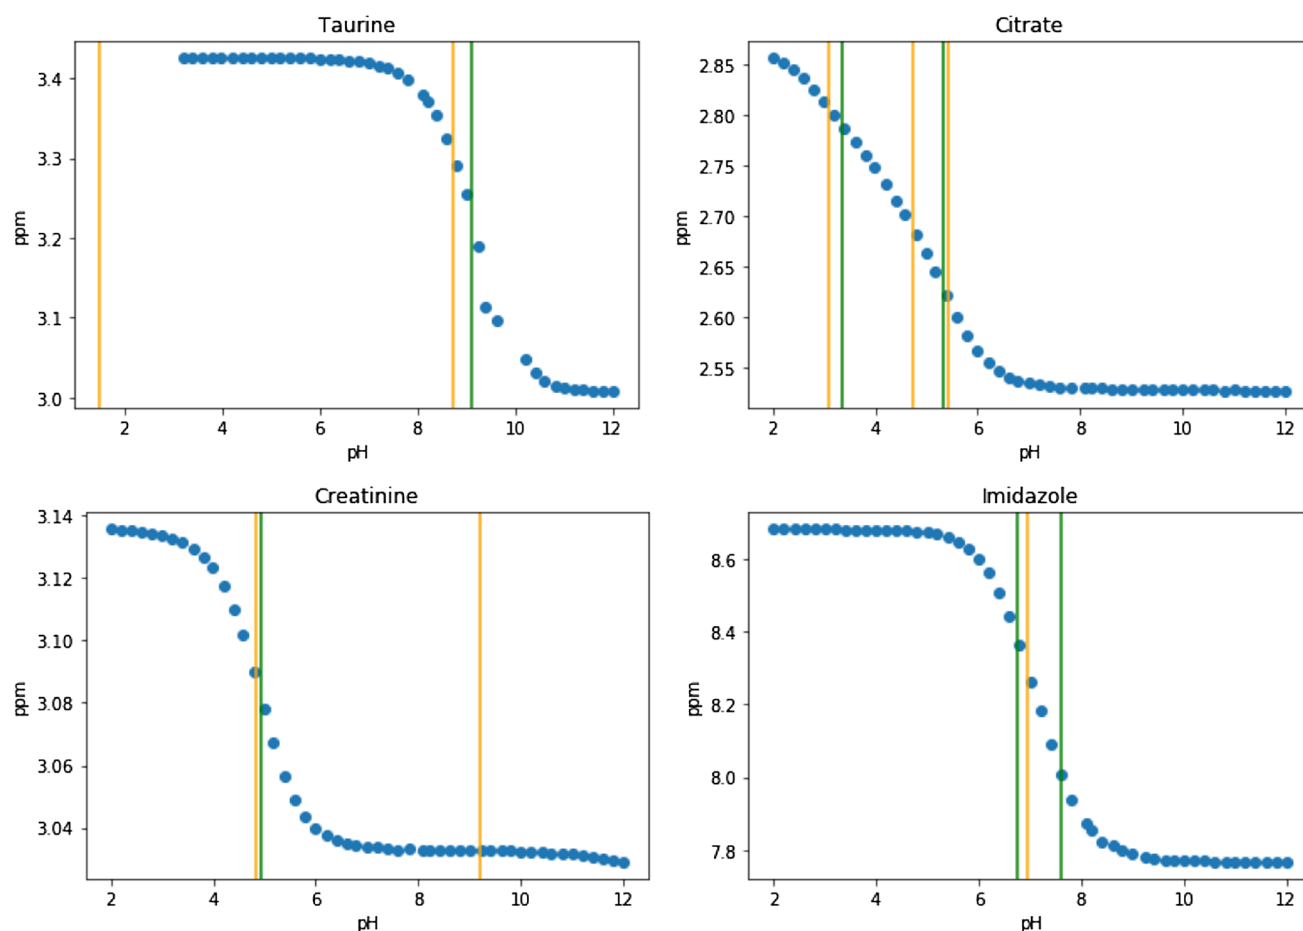 Taurine
3.4
3.3
3.2
3.1
3.0
ppm
2 4 6 8 10 12
pH
Citrate
2.85
2.80
2.75
2.70
2.65
2.60
2.55
ppm
2 4 6 8 10 12
pH
Creatinine
3.14
3.12
3.10
3.08
3.06
3.04
ppm
2 4 6 8 10 12
pH
Imidazole
8.6
8.4
8.2
8.0
7.8
ppm
2 4 6 8 10 12
pH